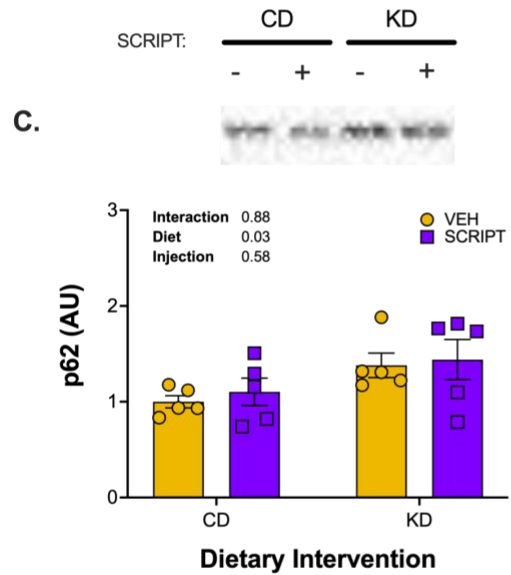 CD KD
SCRIPT:
- + - +
C.
Interaction 0.88
Diet 0.03
Injection 0.58
VEH
SCRIPT
3
2
1
0
p62 (AU)
CD KD
Dietary Intervention